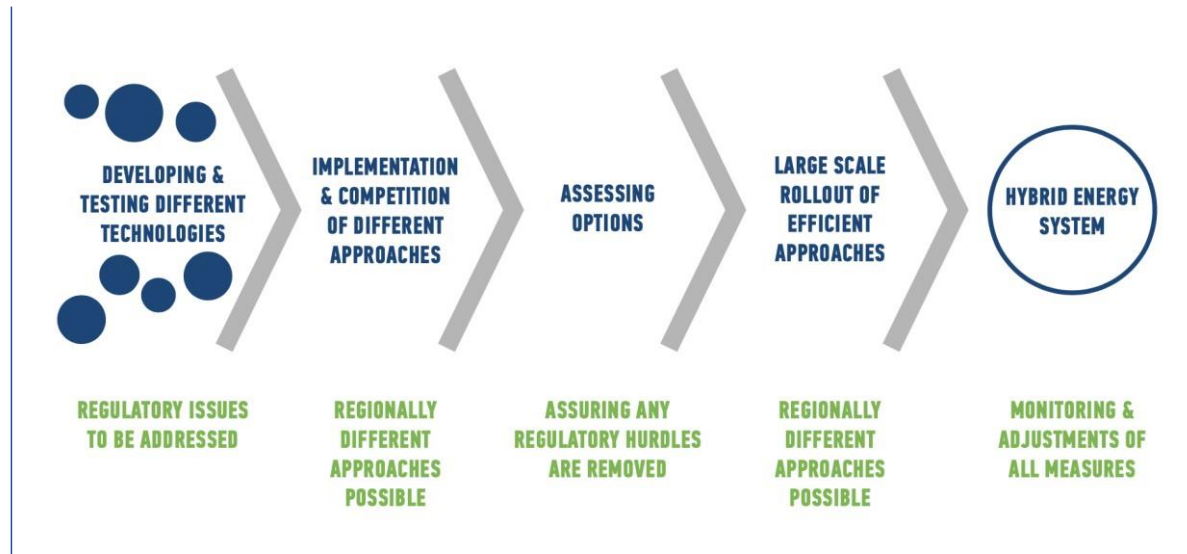 DEVELOPING &
TESTING DIFFERENT
TECHNOLOGIES
IMPLEMENTATION
& COMPETITION
OF DIFFERENT
APPROACHES
ASSESSING
OPTIONS
LARGE SCALE
ROLLOUT OF
EFFICIENT
APPROACHES
HYBRID ENERGY
SYSTEM
REGULATORY ISSUES
TO BE ADDRESSED
REGIONALLY
DIFFERENT
APPROACHES
POSSIBLE
ASSURING ANY
REGULATORY HURDLES
ARE REMOVED
REGIONALLY
DIFFERENT
APPROACHES
POSSIBLE
MONITORING &
ADJUSTMENTS OF
ALL MEASURES